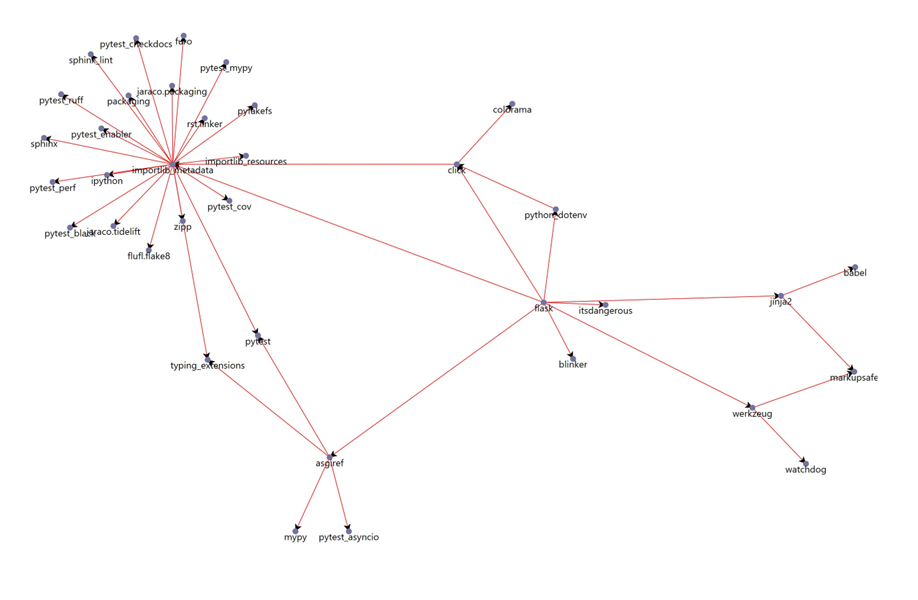 furo
pytest_checkdocs
sphinx_lint
pytest_mypy
jaraco.packaging
pytest_ruff
packaging
pyfakefs
colorama
rst.linker
pytest_enabler
sphinx
importlib_resources
importlib_metadata
click
ipython
pytest_perf
pytest_cov
python_dotenv
zipp
jaraco.tidelift
pytest_black
flufl.flake8
babel
jinja2
flask
itsdangerous
pytest
blinker
typing_extensions
markupsafe
werkzeug
asgiref
watchdog
mypy
pytest_asyncio